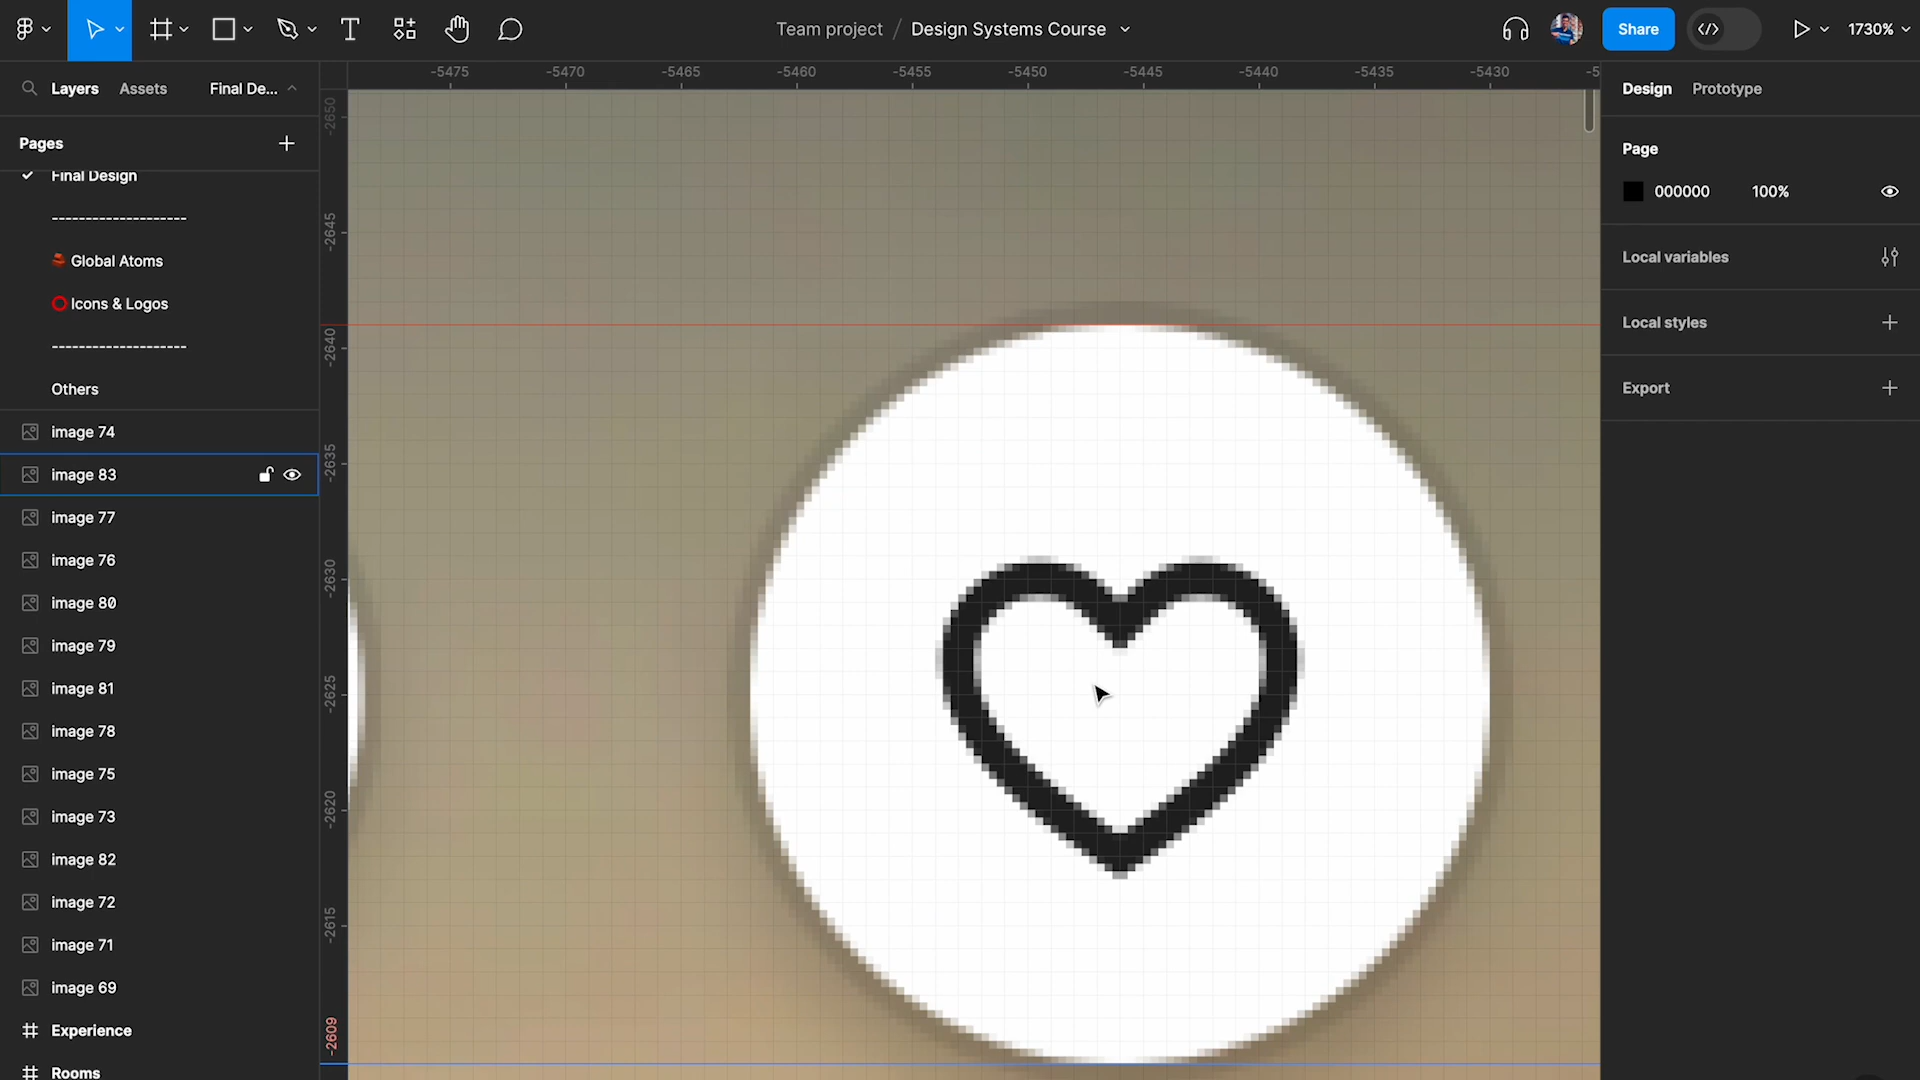 Team project / Design Systems Course
Share
1730%
-5475 -5470 -5465 -5460 -5455 -5450 -5445 -5440 -5435 -5430 -5
Layers Assets Final De...
Pages
Final Design
--------------------
Global Atoms
Icons & Logos
--------------------
Others
image 74
image 83
image 77
image 76
image 80
image 79
image 81
image 78
image 75
image 73
image 82
image 72
image 71
image 69
Experience
Rooms
-2650
-2645
-2640
-2635
-2630
-2625
-2620
-2615
-2609
Design Prototype
Page
000000 100%
Local variables
Local styles
Export